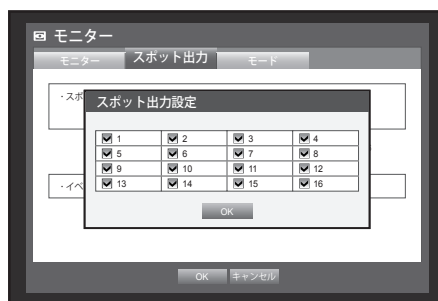 モニター
モニター スポット出力 モード
・スポ
スポット出力設定
1 2 3 4
5 6 7 8
9 10 11 12
13 14 15 16
・イベ
OK
OK キャンセル